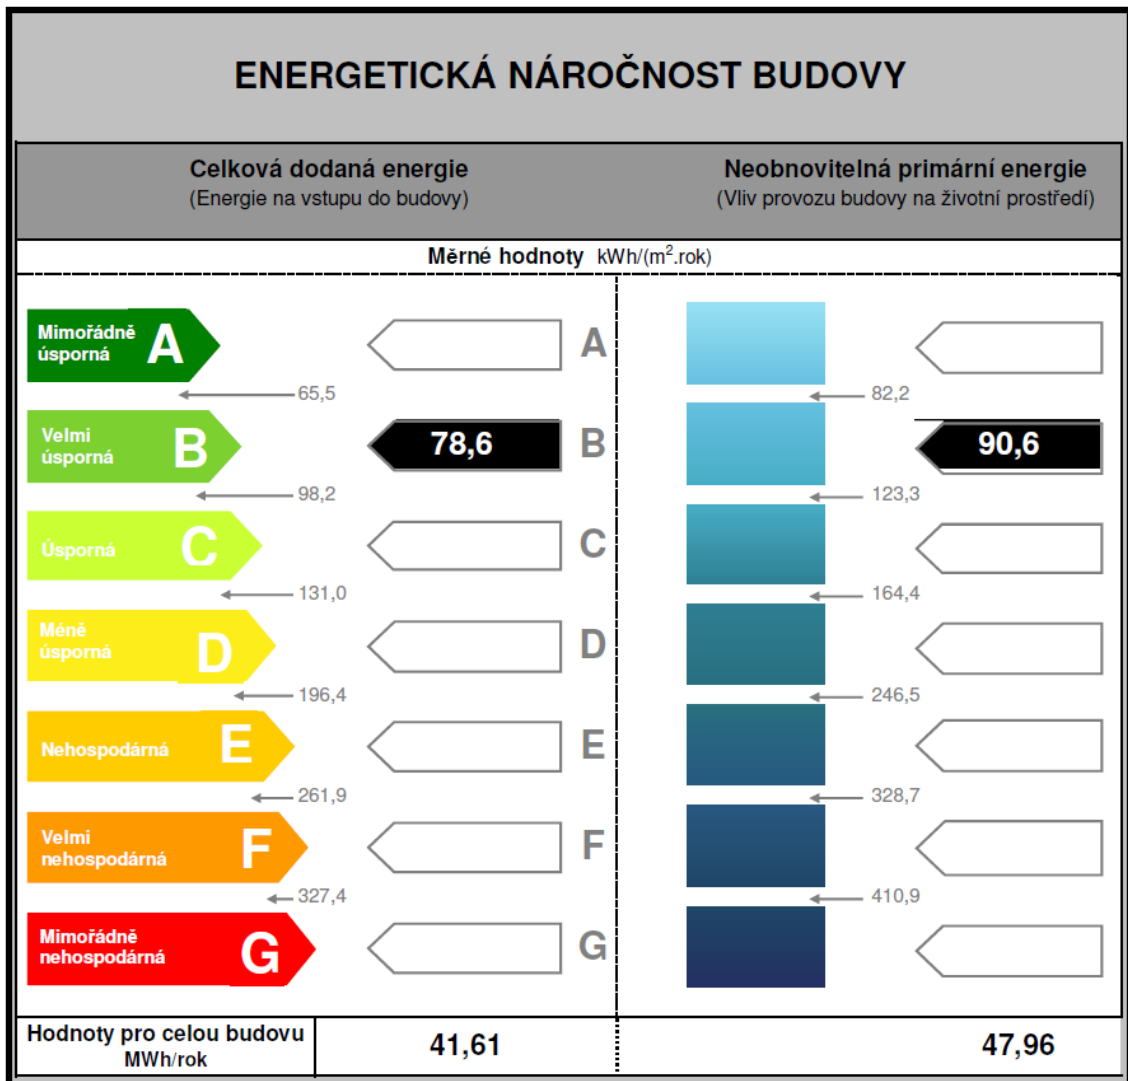 ENERGETICKÁ NÁROČNOST BUDOVY
Celková dodaná energie
(Energie na vstupu do budovy)
Neobnovitelná primární energie
(Vliv provozu budovy na životní prostředí)
Měrné hodnoty kWh/(m².rok)
Mimořádně
úsporná
A
A
65,5
82,2
Velmi
úsporná
B
78,6
B
90,6
98,2
123,3
Úsporná
C
C
131,0
164,4
Méně
úsporná
D
D
196,4
246,5
Nehospodárná
E
E
261,9
328,7
Velmi
nehospodárná
F
F
327,4
410,9
Mimořádně
nehospodárná
G
G
Hodnoty pro celou budovu
MWh/rok
41,61
47,96